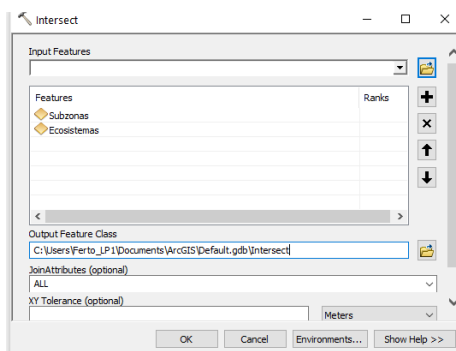 Intersect
Input Features
Features Ranks
Subzonas
Ecosistemas
Output Feature Class
C:\Users\Ferto_LP1\Documents\ArcGIS\Default.gdb\Intersect
JoinAttributes (optional)
ALL
XY Tolerance (optional)
Meters
OK Cancel Environments... Show Help >>